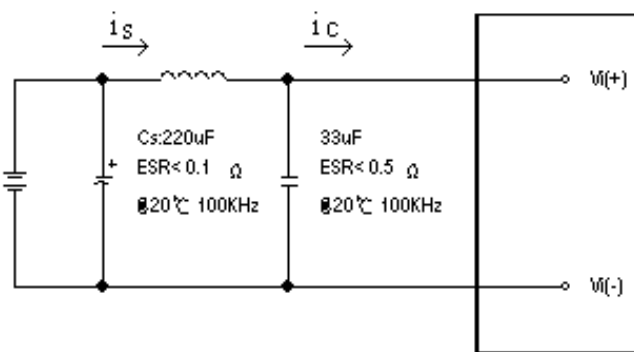 iS
iC
Vi(+)
Cs:220uF
ESR<0.1 Ω
@20℃ 100KHz
33uF
ESR<0.5 Ω
@20℃ 100KHz
+
Vi(-)